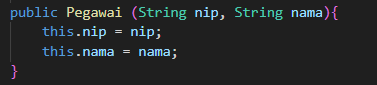 public Pegawai (String nip, String nama){
this.nip = nip;
this.nama = nama;
}